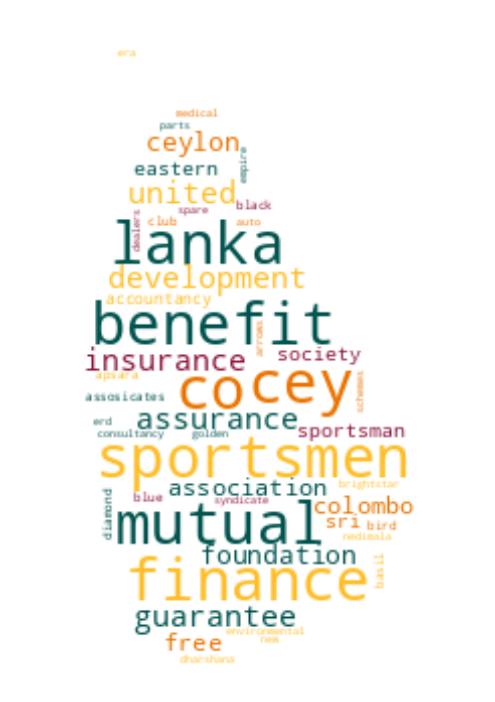 era
medical
parts
ceylon
empire
eastern
united
black
spare
dealers
club
auto
lanka
development
accountancy
benefit
arrows
insurance
society
apsara
co
cey
schemes
assosicates
assurance
erd
consultancy
golden
sportsman
sportsmen
brightstar
association
diamond
blue
syndicate
colombo
mutual
sri
bird
nedimala
foundation
finance
basil
guarantee
environmental
free
new
dharshana